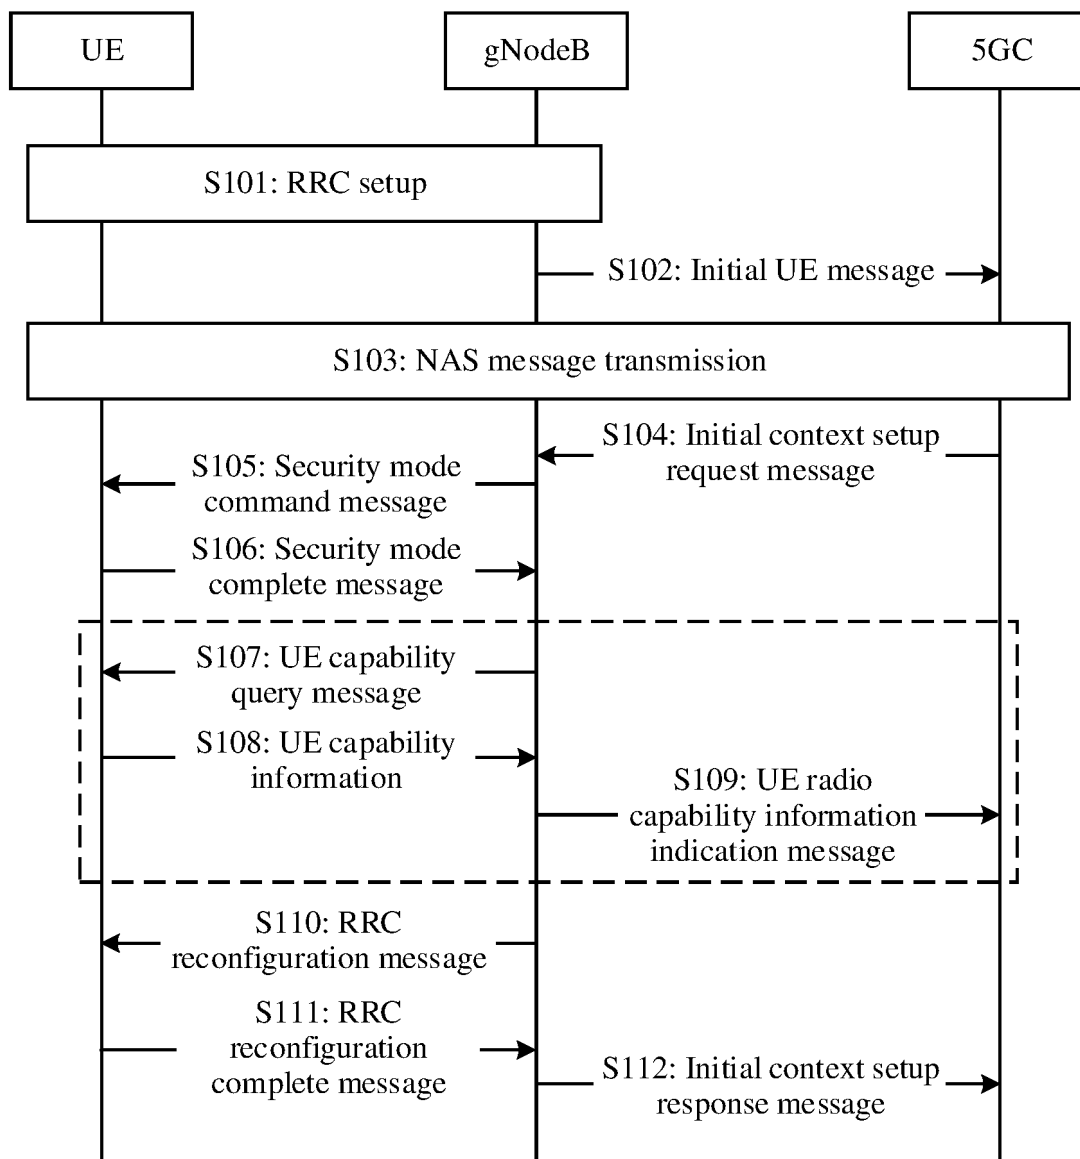 UE
gNodeB
5GC
S101: RRC setup
S102: Initial UE message
S103: NAS message transmission
S104: Initial context setup
request message
S105: Security mode
command message
S106: Security mode
complete message
S107: UE capability
query message
S108: UE capability
information
S109: UE radio
capability information
indication message
S110: RRC
reconfiguration message
S111: RRC
reconfiguration
complete message
S112: Initial context setup
response message